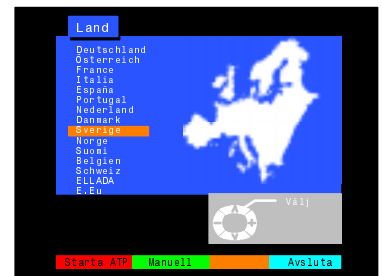 Land
Deutschland
Österreich
France
Italia
España
Portugal
Nederland
Danmark
Sverige
Norge
Suomi
Belgien
Schweiz
ELLADA
E.Eu
Välj
Starta ATP Manuell Avsluta